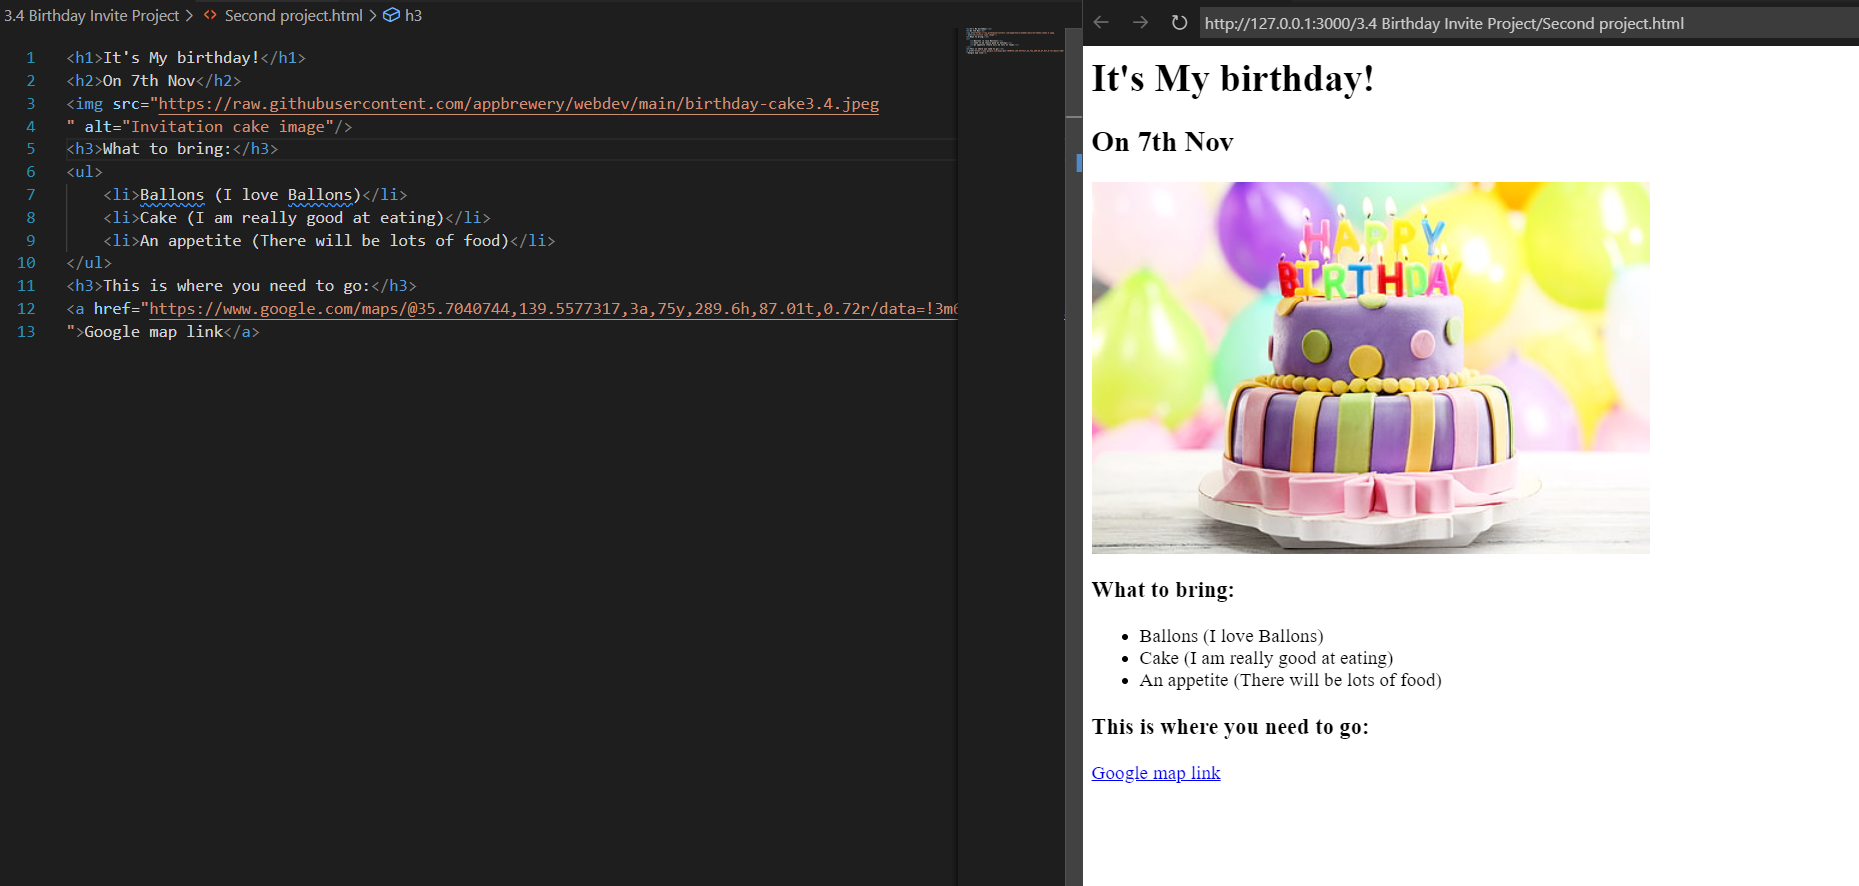 3.4 Birthday Invite Project > <> Second project.html > h3
1 <h1>It's My birthday!</h1>
2 <h2>On 7th Nov</h2>
3 <img src="https://raw.githubusercontent.com/appbrewery/webdev/main/birthday-cake3.4.jpeg
4 " alt="Invitation cake image"/>
5 <h3>What to bring:</h3>
6 <ul>
7     <li>Ballons (I love Ballons)</li>
8     <li>Cake (I am really good at eating)</li>
9     <li>An appetite (There will be lots of food)</li>
10 </ul>
11 <h3>This is where you need to go:</h3>
12 <a href="https://www.google.com/maps/@35.7040744,139.5577317,3a,75y,289.6h,87.01t,0.72r/data=!3m6
13 ">Google map link</a>
http://127.0.0.1:3000/3.4 Birthday Invite Project/Second project.html
It's My birthday!
On 7th Nov
HAPPY
BIRTHDAY
What to bring:
• Ballons (I love Ballons)
• Cake (I am really good at eating)
• An appetite (There will be lots of food)
This is where you need to go:
Google map link